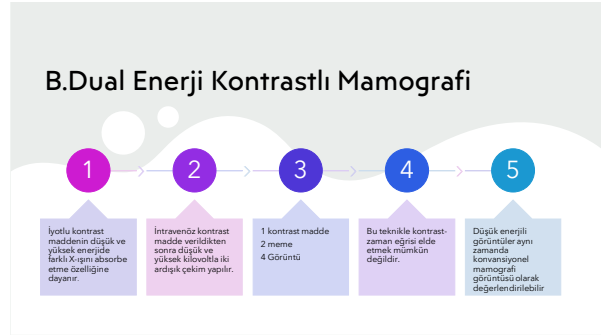 B.Dual Enerji Kontrastlı Mamografi
1
2
3
4
5
İyotlu kontrast
maddenin düşük ve
yüksek enerjide
farklı X-ışını absorbe
etme özelliğine
dayanır.
İntravenöz kontrast
madde verildikten
sonra düşük ve
yüksek kilovoltla iki
ardışık çekim yapılır.
1 kontrast madde
2 meme
4 Görüntü
Bu teknikle kontrast-
zaman eğrisi elde
etmek mümkün
değildir.
Düşük enerjili
görüntüler aynı
zamanda
konvansiyonel
mamografi
görüntüsü olarak
değerlendirilebilir